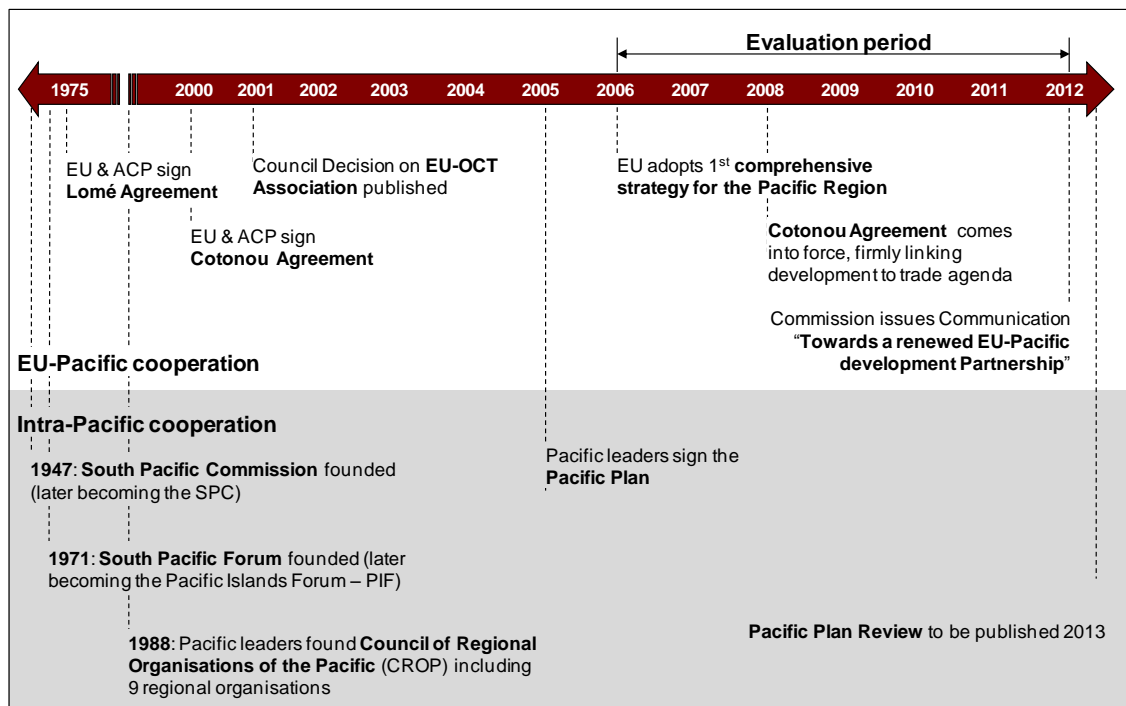 Evaluation period
1975 2000 2001 2002 2003 2004 2005 2006 2007 2008 2009 2010 2011 2012
EU & ACP sign
Lomé Agreement
Council Decision on EU-OCT
Association published
EU adopts 1st comprehensive
strategy for the Pacific Region
EU & ACP sign
Cotonou Agreement
Cotonou Agreement comes
into force, firmly linking
development to trade agenda
Commission issues Communication
“Towards a renewed EU-Pacific
development Partnership”
EU-Pacific cooperation
Intra-Pacific cooperation
1947: South Pacific Commission founded
(later becoming the SPC)
Pacific leaders sign the
Pacific Plan
1971: South Pacific Forum founded (later
becoming the Pacific Islands Forum – PIF)
1988: Pacific leaders found Council of Regional
Organisations of the Pacific (CROP) including
9 regional organisations
Pacific Plan Review to be published 2013